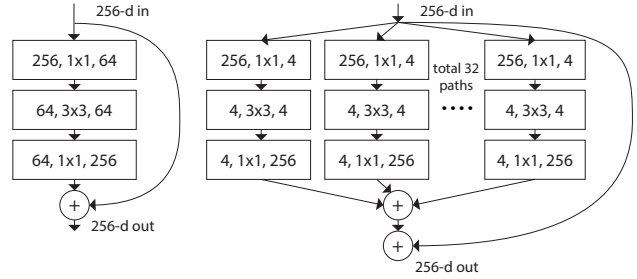 256-d in
256, 1x1, 64
64, 3x3, 64
64, 1x1, 256
+
256-d out
256-d in
256, 1x1, 4
256, 1x1, 4
total 32
paths
....
256, 1x1, 4
4, 3x3, 4
4, 3x3, 4
4, 3x3, 4
4, 1x1, 256
4, 1x1, 256
4, 1x1, 256
+
+
256-d out